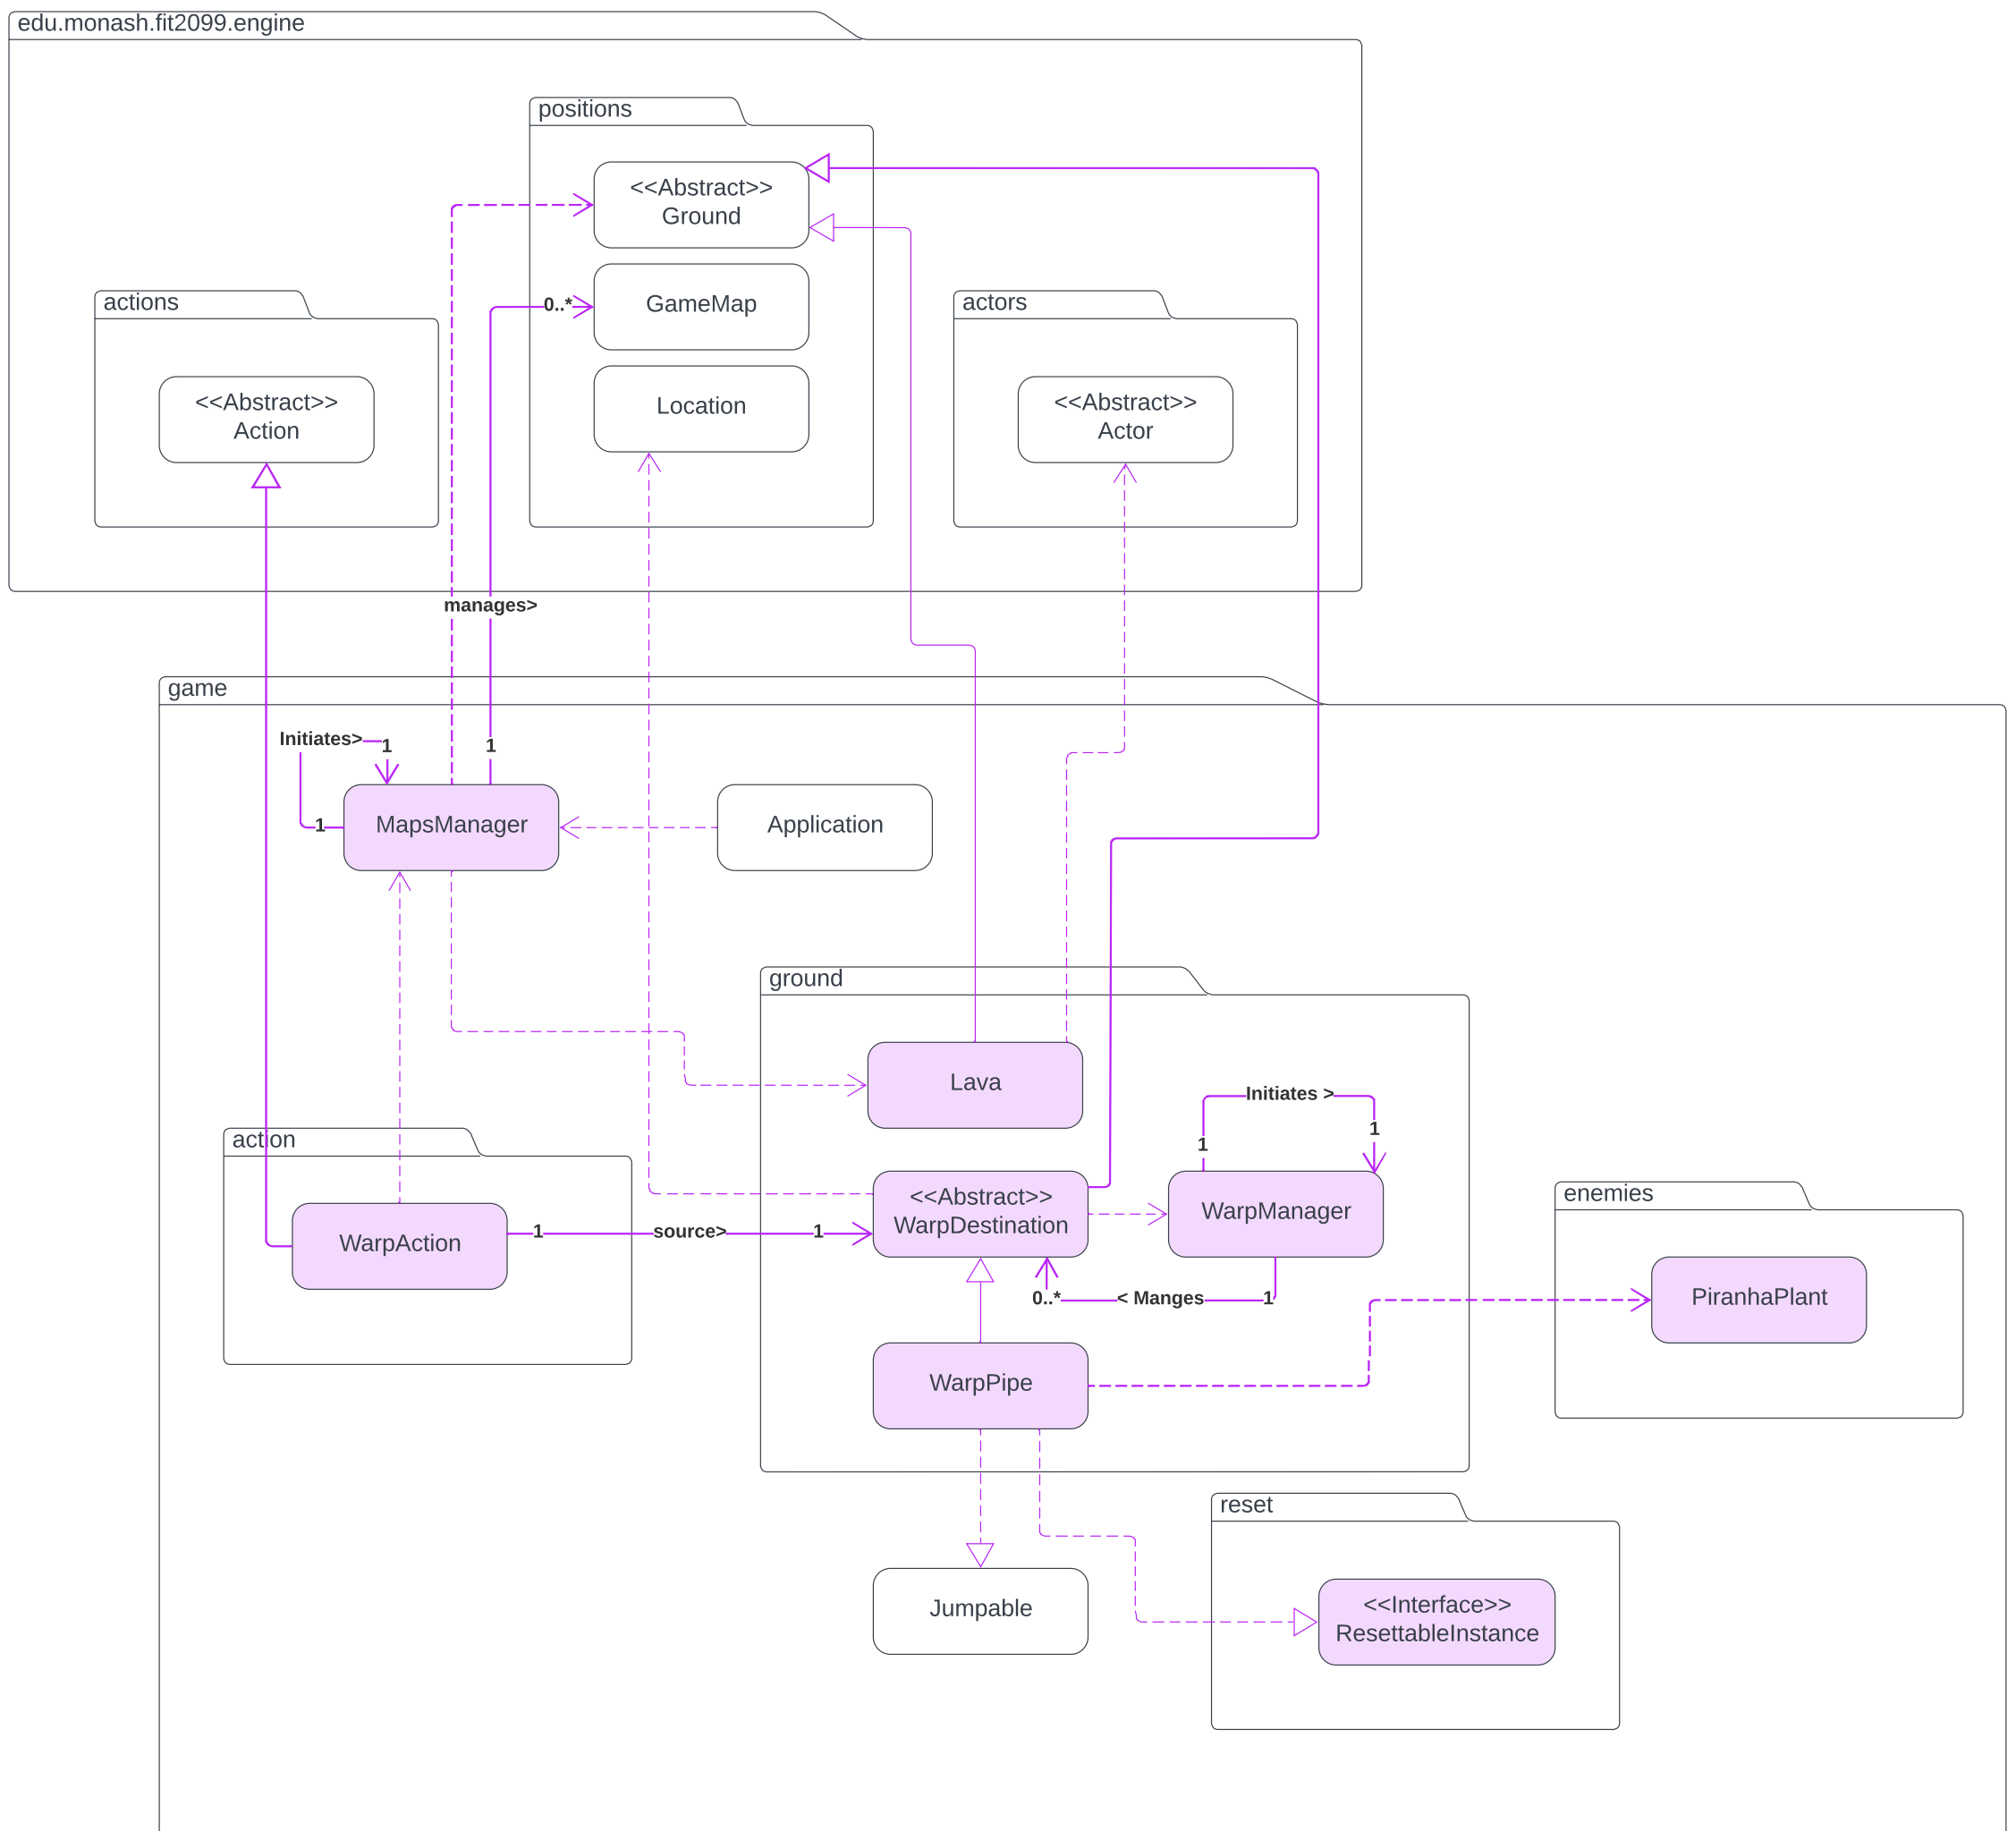 edu.monash.fit2099.engine
positions
<<Abstract>>
Ground
GameMap
Location
actions
<<Abstract>>
Action
actors
<<Abstract>>
Actor
0..*
manages>
game
Initiates>
1
1
1
MapsManager
Application
ground
Lava
Initiates >
1
1
action
WarpAction
1
source>
1
<<Abstract>>
WarpDestination
WarpManager
0..*
< Manges
1
WarpPipe
enemies
PiranhaPlant
reset
<<Interface>>
ResettableInstance
Jumpable